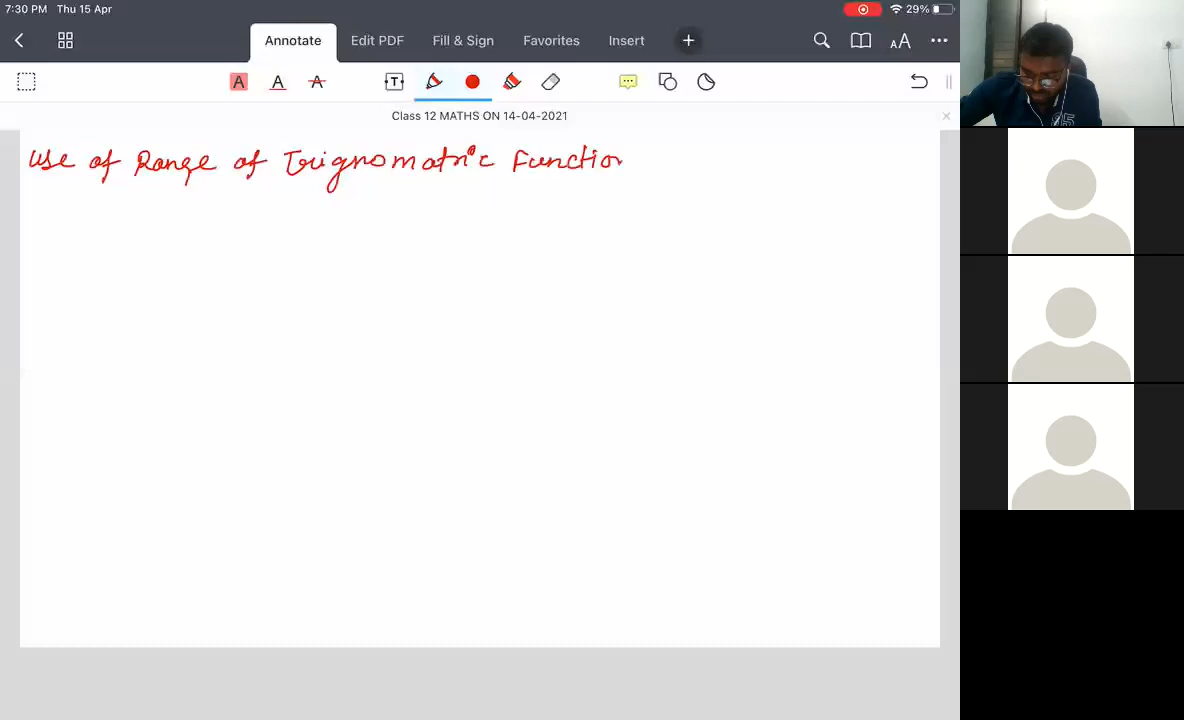 7:30 PM Thu 15 Apr
29%
Annotate Edit PDF Fill & Sign Favorites Insert
Class 12 MATHS ON 14-04-2021
Use of Range of Trignomatric Function